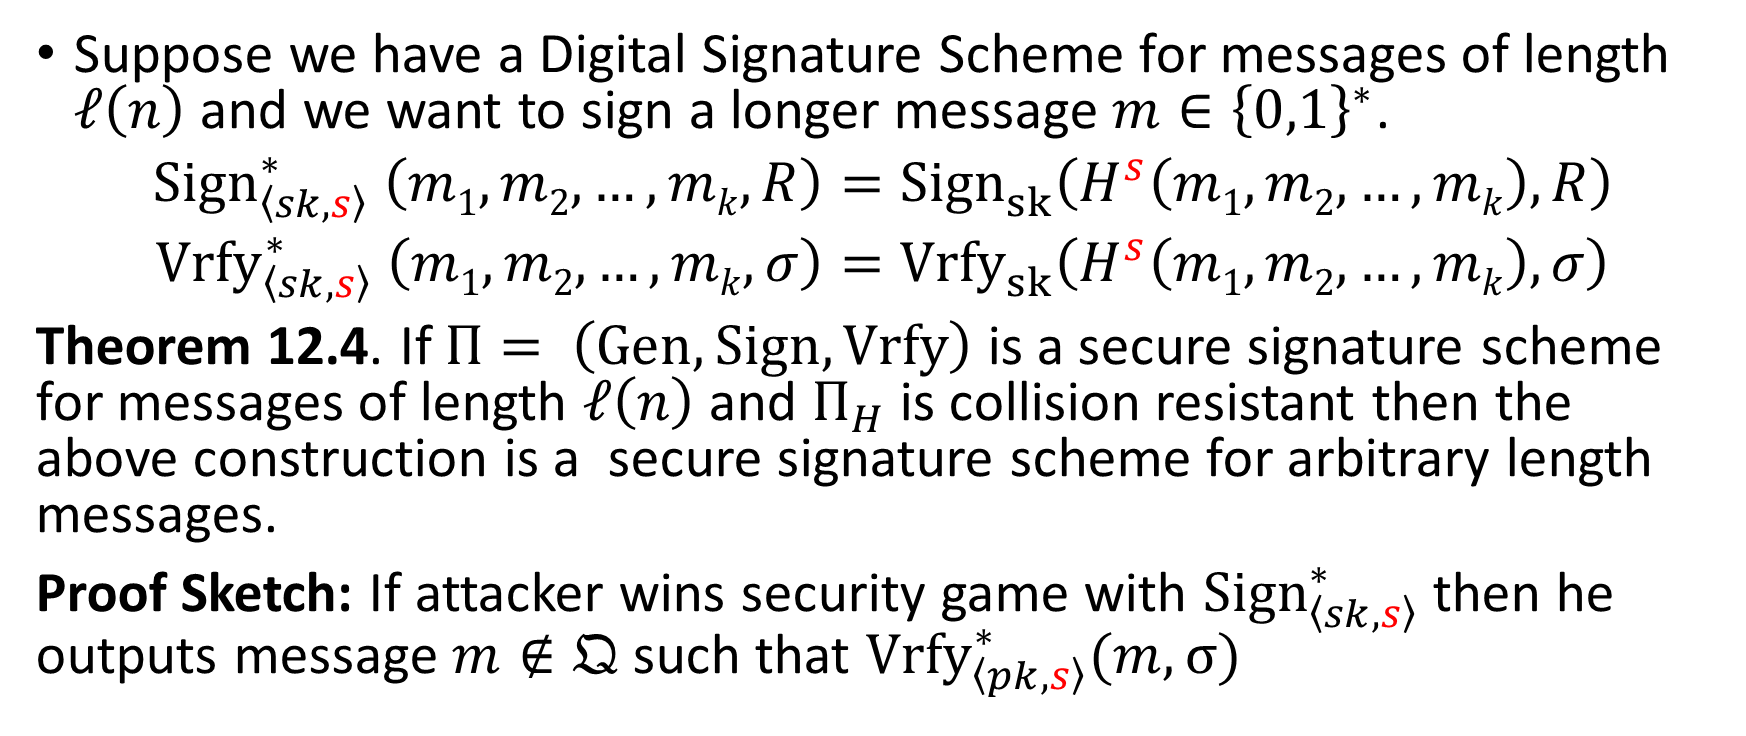 • Suppose we have a Digital Signature Scheme for messages of length
ℓ(n) and we want to sign a longer message m ∈ {0,1}*.
Sign*⟨sk,s⟩ (m₁, m₂, … , mₖ, R) = Signsk(Hˢ(m₁, m₂, … , mₖ), R)
Vrfy*⟨sk,s⟩ (m₁, m₂, … , mₖ, σ) = Vrfysk(Hˢ(m₁, m₂, … , mₖ), σ)
Theorem 12.4. If Π = (Gen, Sign, Vrfy) is a secure signature scheme
for messages of length ℓ(n) and Π_H is collision resistant then the
above construction is a secure signature scheme for arbitrary length
messages.
Proof Sketch: If attacker wins security game with Sign*⟨sk,s⟩ then he
outputs message m ∉ 𝔔 such that Vrfy*⟨pk,s⟩(m, σ)